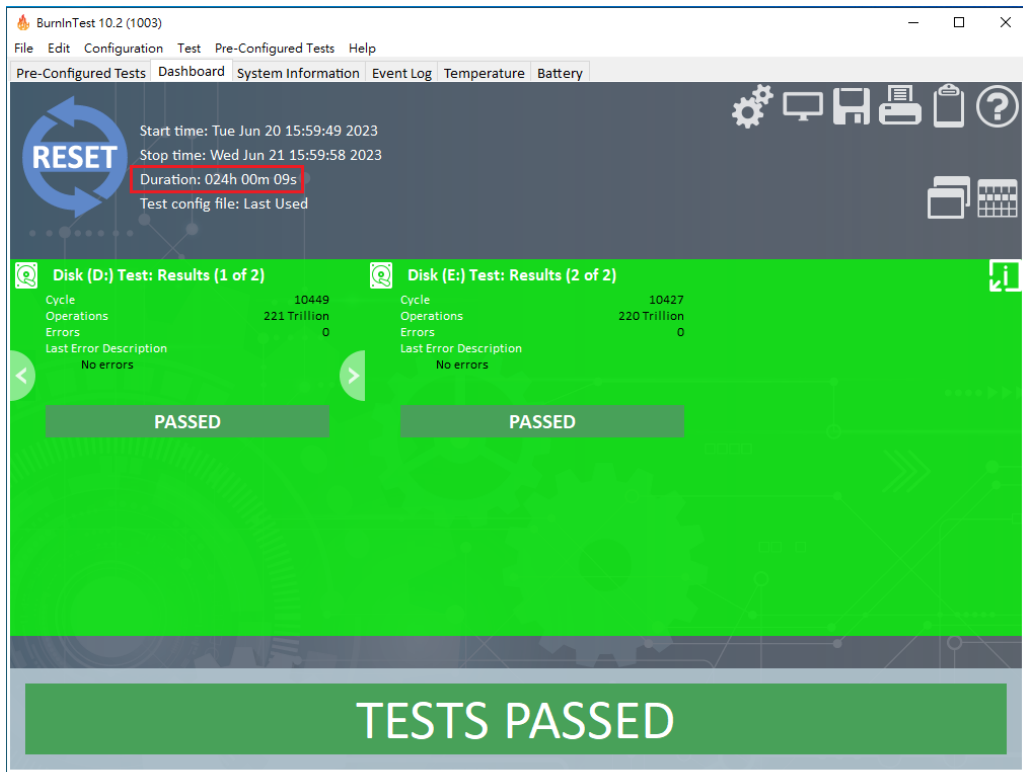 BurnInTest 10.2 (1003)
File Edit Configuration Test Pre-Configured Tests Help
Pre-Configured Tests Dashboard System Information Event Log Temperature Battery
RESET
Start time: Tue Jun 20 15:59:49 2023
Stop time: Wed Jun 21 15:59:58 2023
Duration: 024h 00m 09s
Test config file: Last Used
Disk (D:) Test: Results (1 of 2)
Cycle 10449
Operations 221 Trillion
Errors 0
Last Error Description
No errors
PASSED
Disk (E:) Test: Results (2 of 2)
Cycle 10427
Operations 220 Trillion
Errors 0
Last Error Description
No errors
PASSED
TESTS PASSED